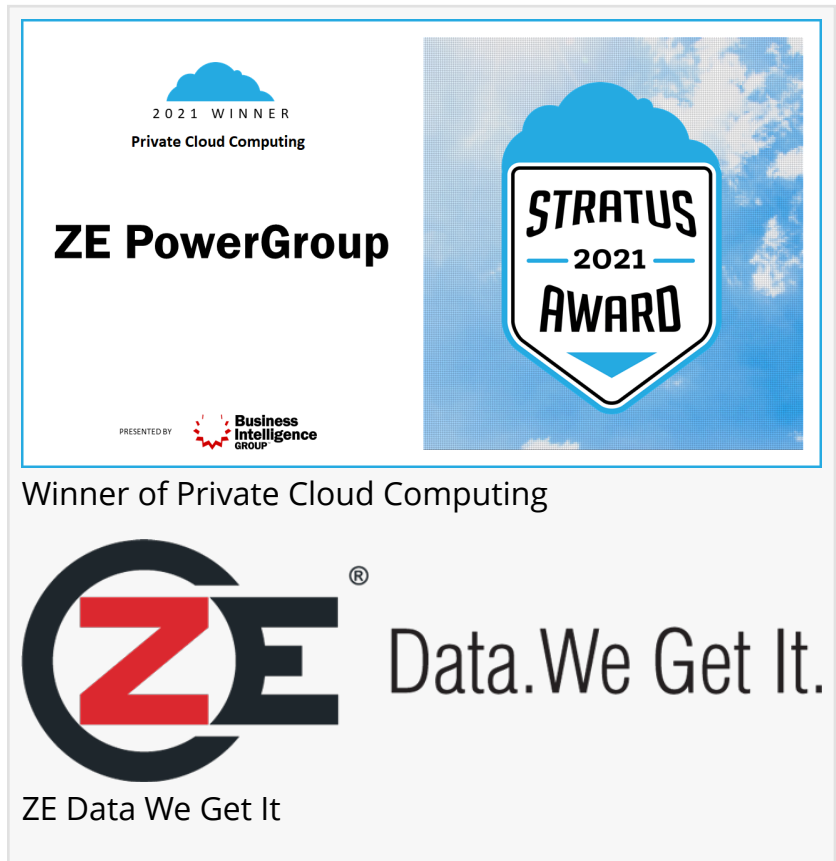 2021 WINNER
Private Cloud Computing
ZE PowerGroup
PRESENTED BY
Business
Intelligence
GROUP
STRATUS
2021
AWARD
Winner of Private Cloud Computing
ZE®
Data.We Get It.
ZE Data We Get It